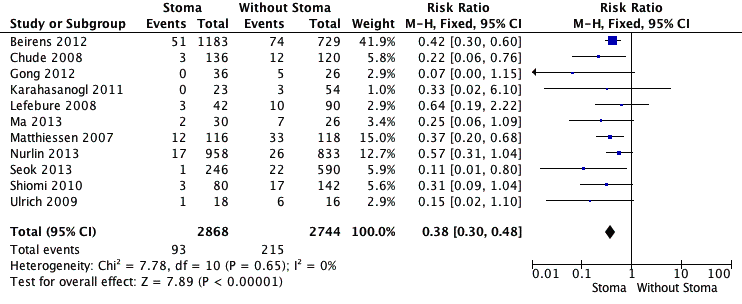 Stoma Without Stoma Risk Ratio Risk Ratio
Study or Subgroup Events Total Events Total Weight M-H, Fixed, 95% CI M-H, Fixed, 95% CI
Beirens 2012 51 1183 74 729 41.9% 0.42 [0.30, 0.60]
Chude 2008 3 136 12 120 5.8% 0.22 [0.06, 0.76]
Gong 2012 0 36 5 26 2.9% 0.07 [0.00, 1.15]
Karahasanogl 2011 0 23 3 54 1.0% 0.33 [0.02, 6.10]
Lefebure 2008 3 42 10 90 2.9% 0.64 [0.19, 2.22]
Ma 2013 2 30 7 26 3.4% 0.25 [0.06, 1.09]
Matthiessen 2007 12 116 33 118 15.0% 0.37 [0.20, 0.68]
Nurlin 2013 17 958 26 833 12.7% 0.57 [0.31, 1.04]
Seok 2013 1 246 22 590 5.9% 0.11 [0.01, 0.80]
Shiomi 2010 3 80 17 142 5.6% 0.31 [0.09, 1.04]
Ulrich 2009 1 18 6 16 2.9% 0.15 [0.02, 1.10]
Total (95% CI) 2868 2744 100.0% 0.38 [0.30, 0.48]
Total events 93 215
Heterogeneity: Chi² = 7.78, df = 10 (P = 0.65); I² = 0%
Test for overall effect: Z = 7.89 (P < 0.00001)
0.01 0.1 1 10 100
Stoma Without Stoma